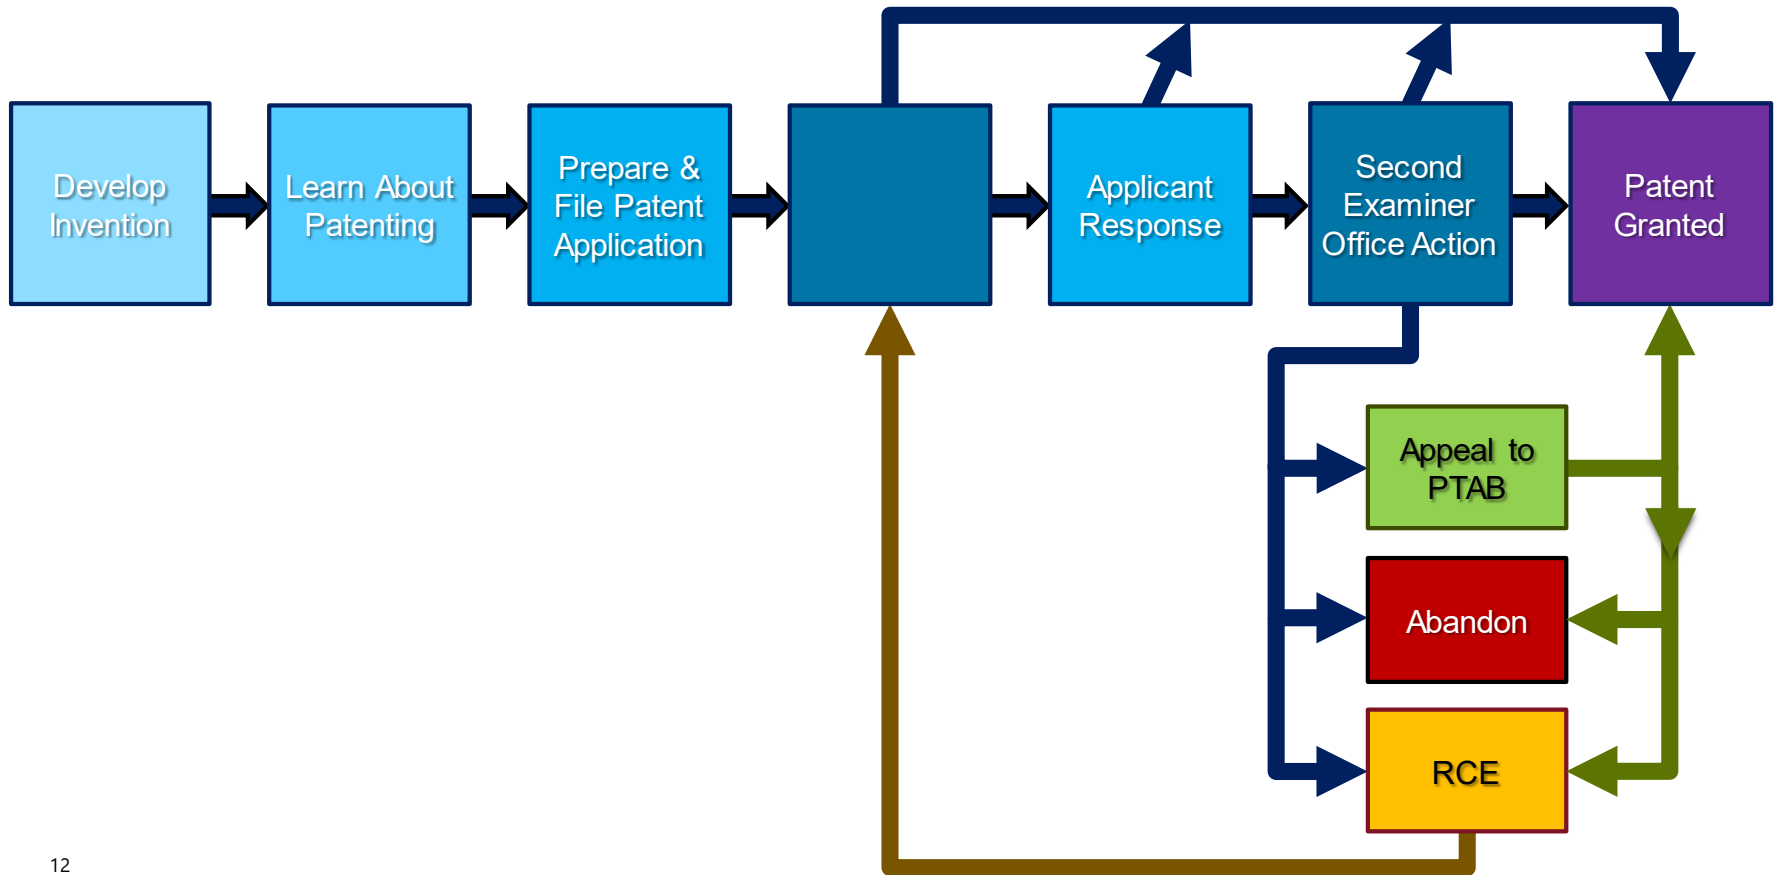 Develop
Invention
Learn About
Patenting
Prepare &
File Patent
Application
Applicant
Response
Second
Examiner
Office Action
Patent
Granted
Appeal to
PTAB
Abandon
RCE
12